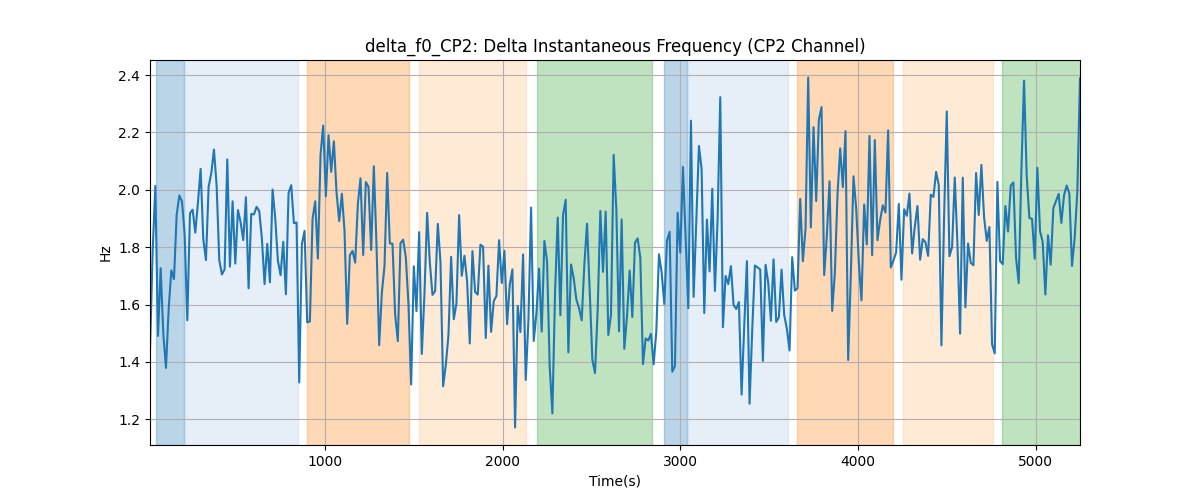 delta_f0_CP2: Delta Instantaneous Frequency (CP2 Channel)
2.4
2.2
2.0
1.8
1.6
1.4
1.2
Hz
1000 2000 3000 4000 5000
Time(s)